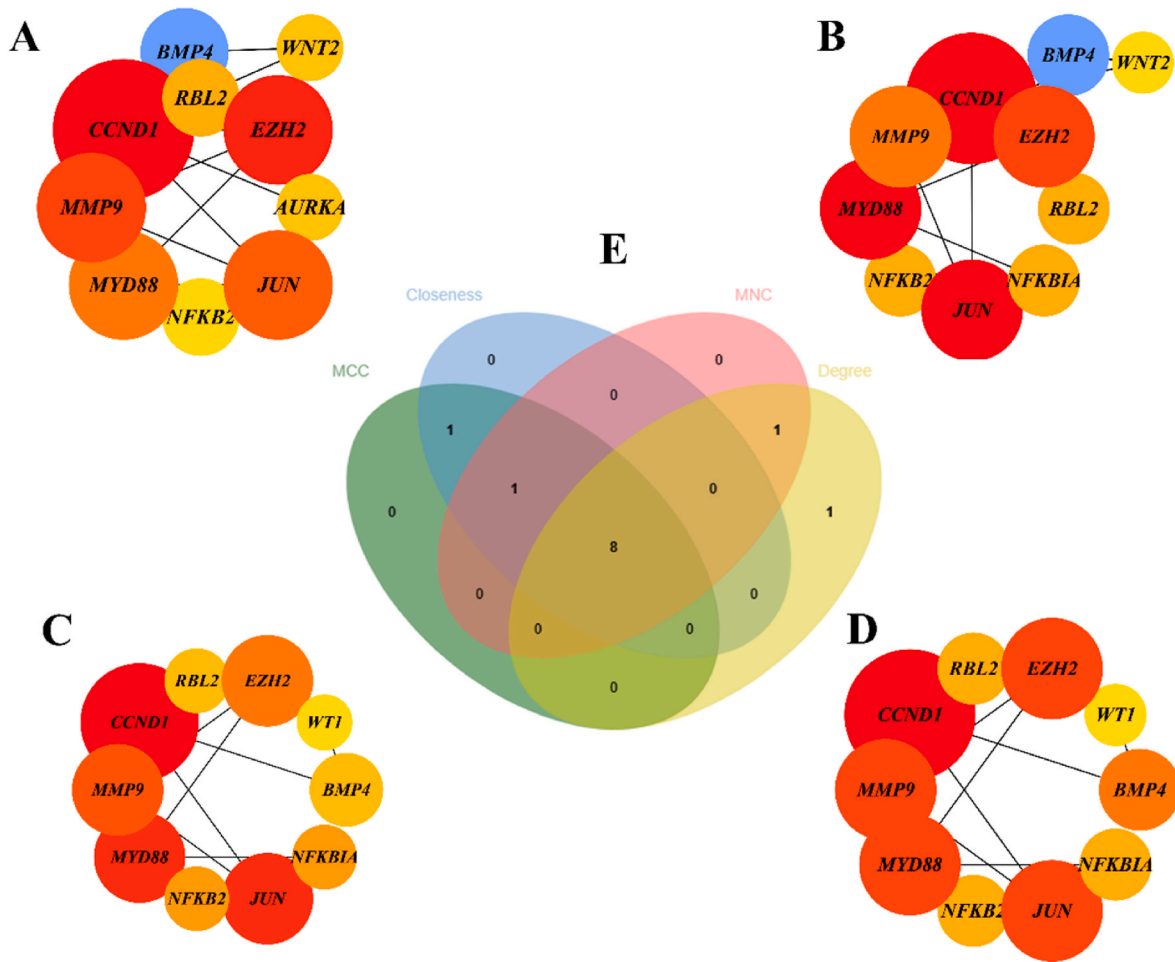 A
BMP4
WNT2
RBL2
CCND1
EZH2
MMP9
AURKA
MYD88
JUN
NFKB2
B
BMP4
WNT2
CCND1
MMP9
EZH2
MYD88
RBL2
NFKB2
NFKBIA
JUN
E
Closeness
MNC
MCC
Degree
0
0
0
1
1
0
1
0
1
8
0
0
0
0
0
C
RBL2
EZH2
CCND1
WT1
MMP9
BMP4
MYD88
NFKBIA
NFKB2
JUN
D
RBL2
EZH2
CCND1
WT1
MMP9
BMP4
MYD88
NFKBIA
NFKB2
JUN